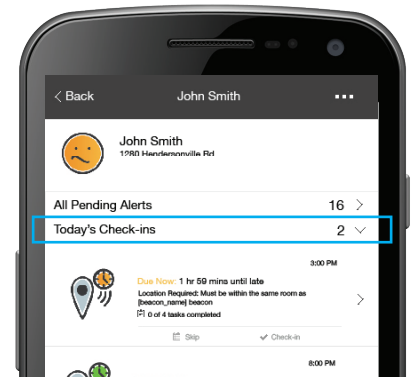 < Back John Smith ...
John Smith
1280 Hendersonville Rd
All Pending Alerts 16 >
Today's Check-ins 2
3:00 PM
Due Now: 1 hr 59 mins until late
Location Required: Must be within the same room as
[beacon_name] beacon
0 of 4 tasks completed
Skip ✓ Check-in
8:00 PM